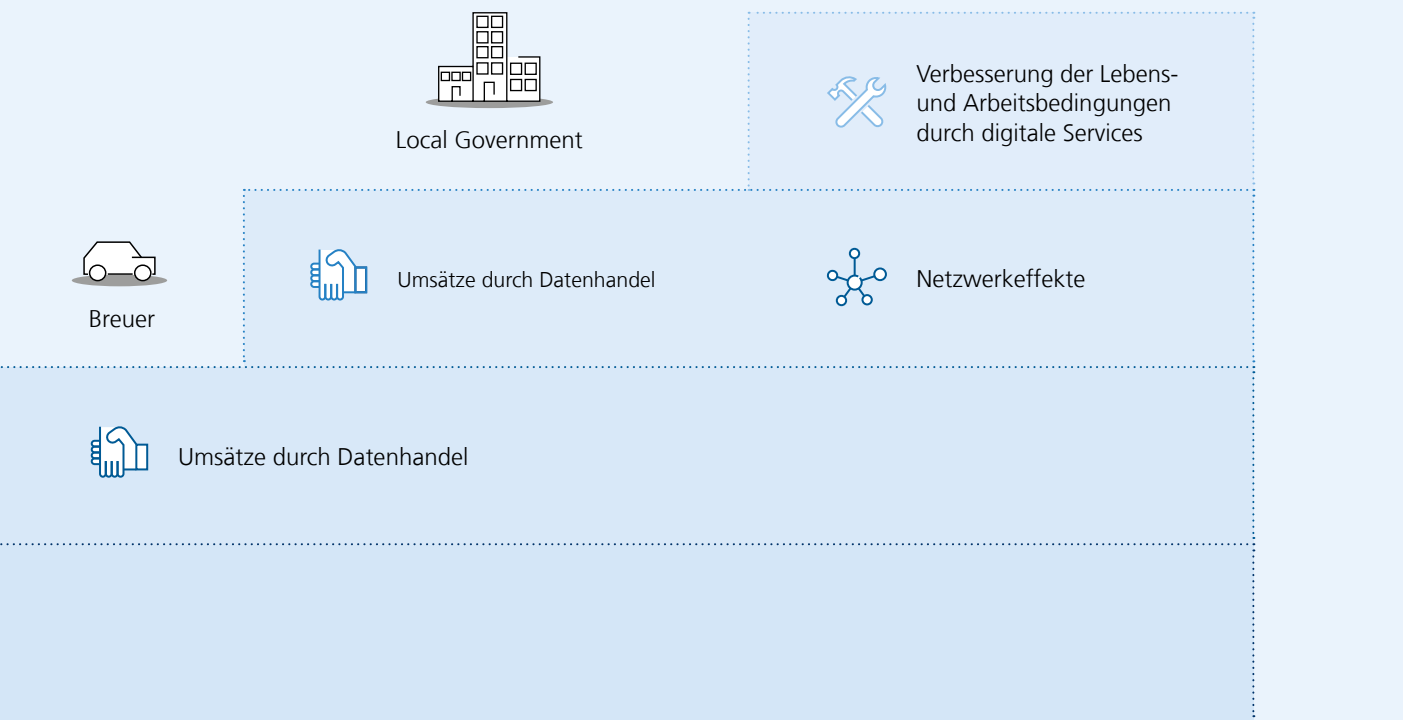 Verbesserung der Lebens-
und Arbeitsbedingungen
durch digitale Services
Local Government
Umsätze durch Datenhandel
Netzwerkeffekte
Breuer
Umsätze durch Datenhandel